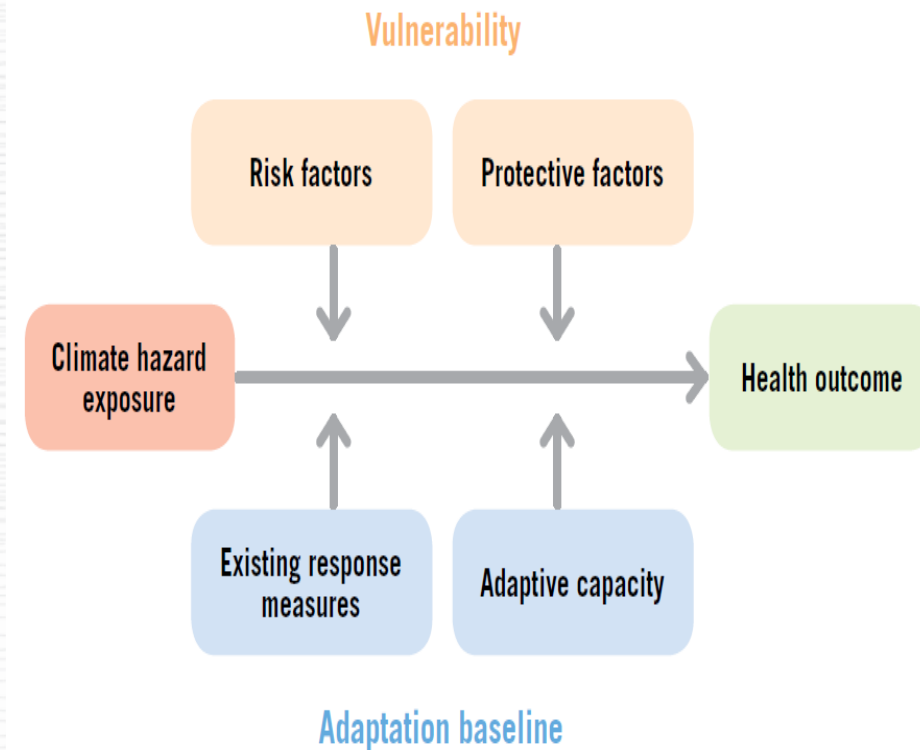 Vulnerability
Risk factors
Protective factors
Climate hazard
exposure
Health outcome
Existing response
measures
Adaptive capacity
Adaptation baseline